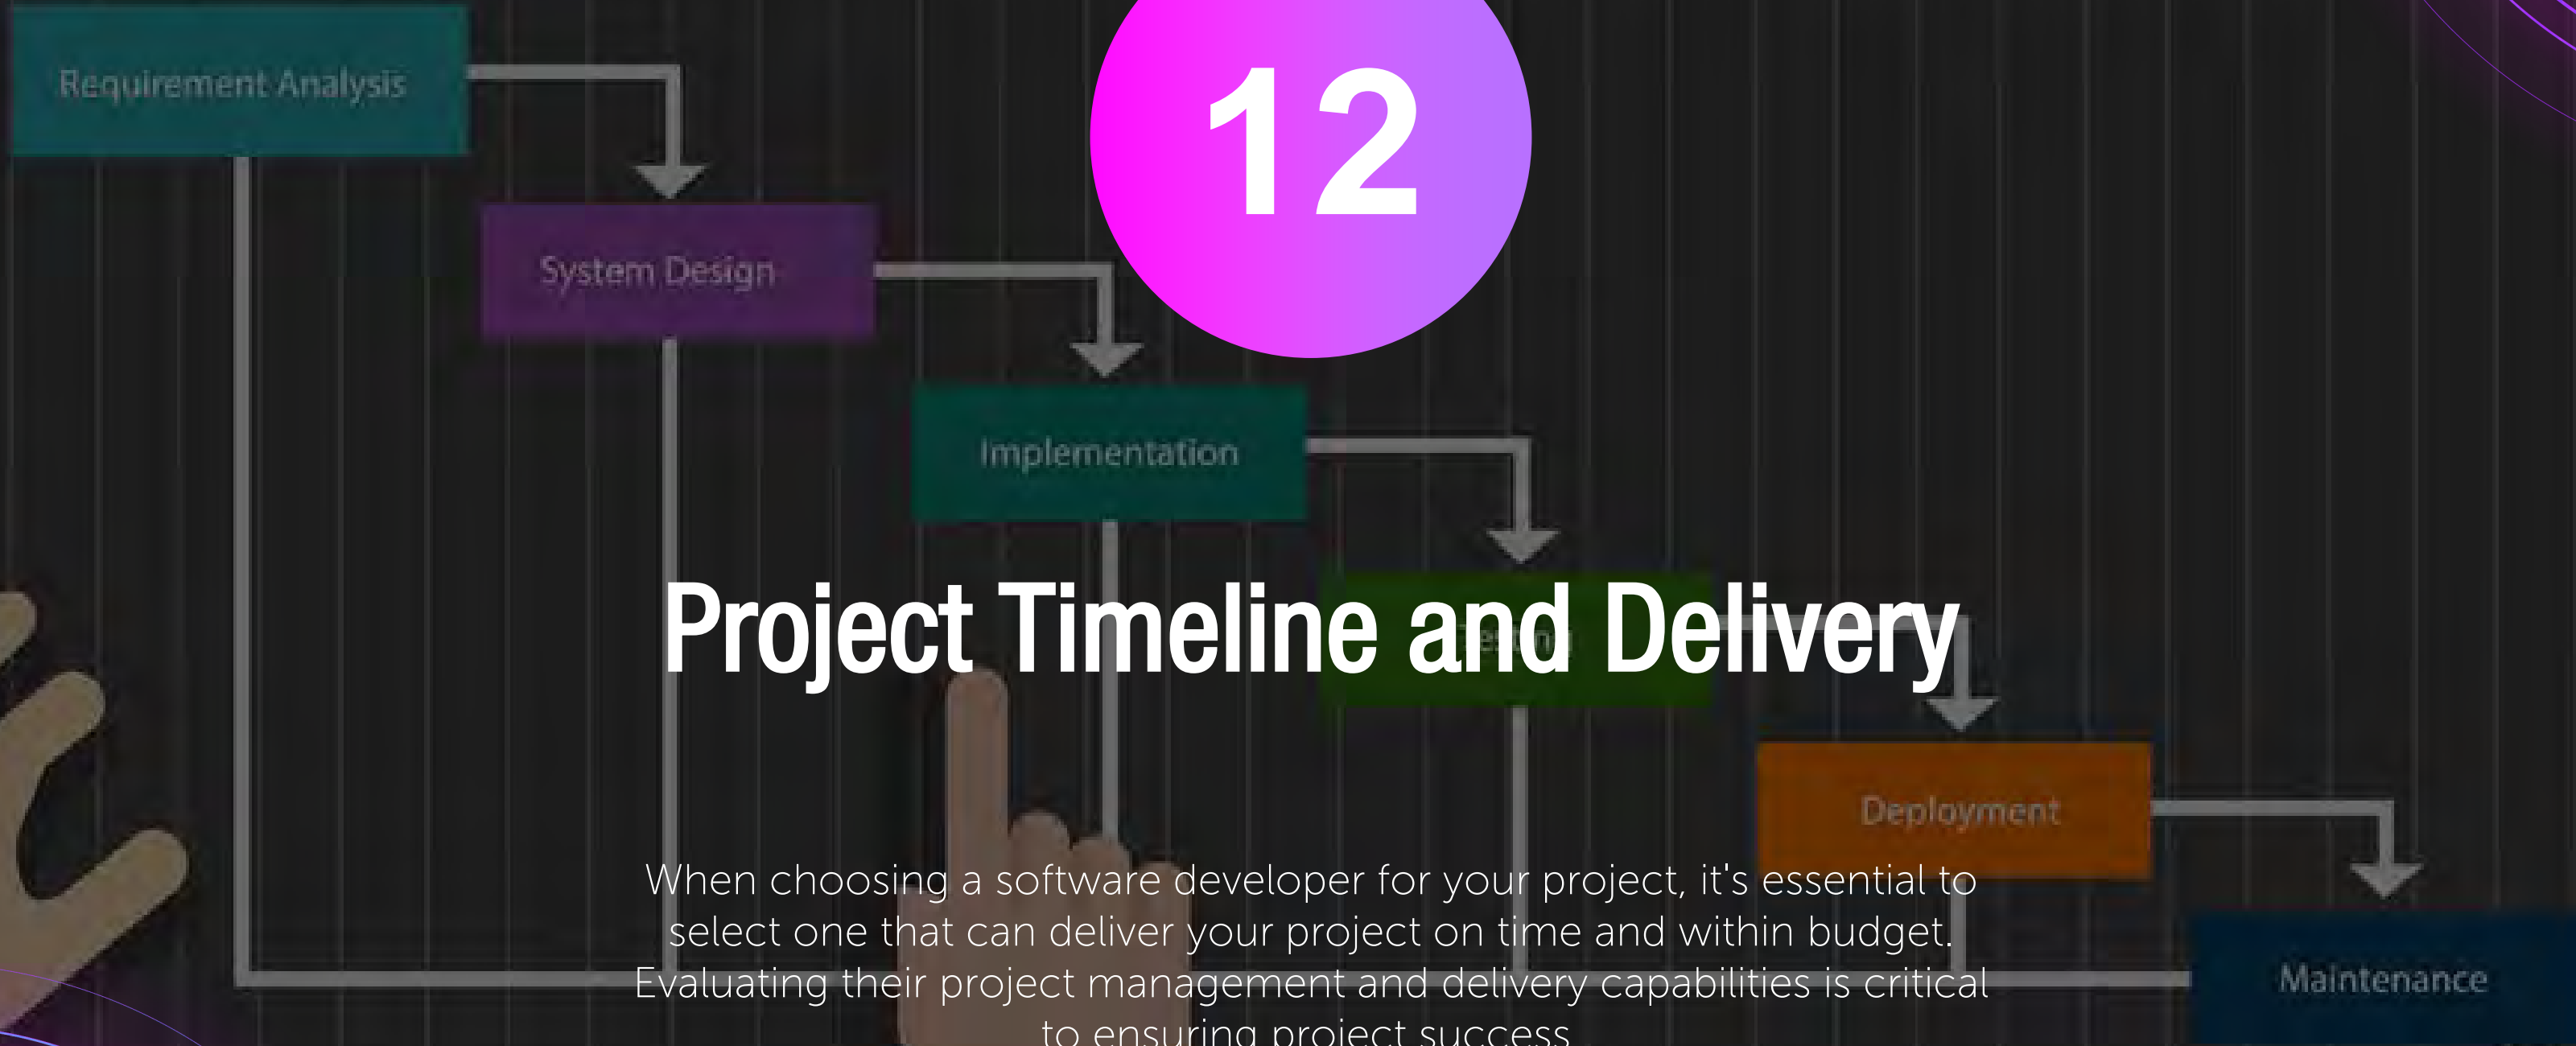 Requirement Analysis
12
System Design
Implementation
Project Timeline and Delivery
Testing
Deployment
When choosing a software developer for your project, it's essential to
select one that can deliver your project on time and within budget.
Evaluating their project management and delivery capabilities is critical
to ensuring project success
Maintenance